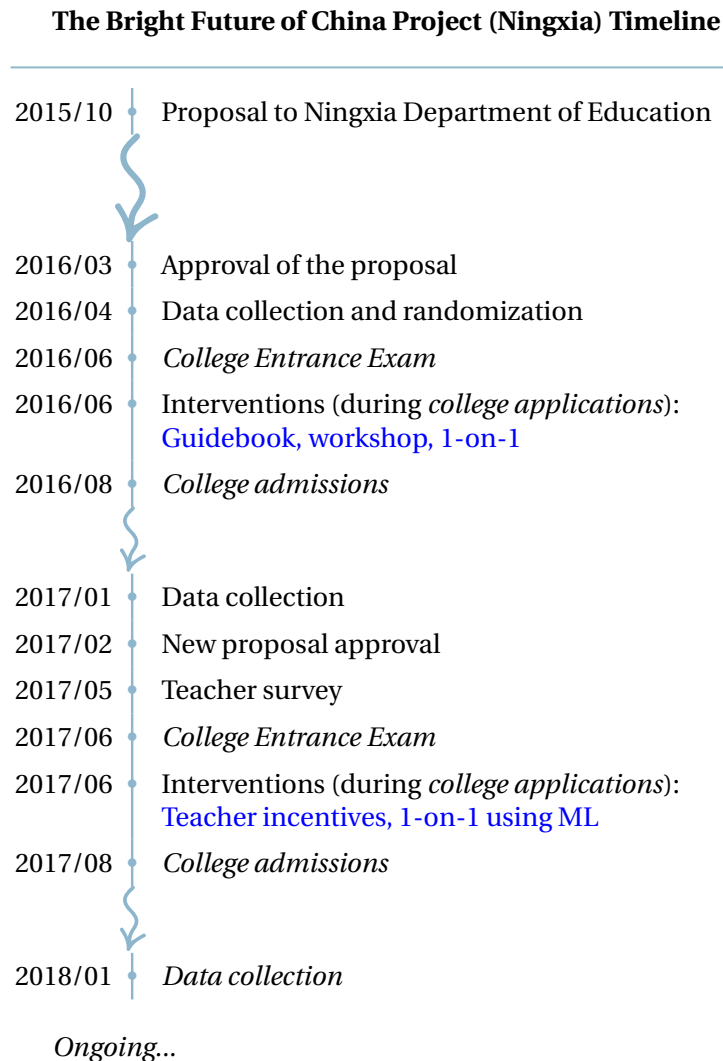 The Bright Future of China Project (Ningxia) Timeline
2015/10 Proposal to Ningxia Department of Education
2016/03 Approval of the proposal
2016/04 Data collection and randomization
2016/06 College Entrance Exam
2016/06 Interventions (during college applications):
Guidebook, workshop, 1-on-1
2016/08 College admissions
2017/01 Data collection
2017/02 New proposal approval
2017/05 Teacher survey
2017/06 College Entrance Exam
2017/06 Interventions (during college applications):
Teacher incentives, 1-on-1 using ML
2017/08 College admissions
2018/01 Data collection
Ongoing...